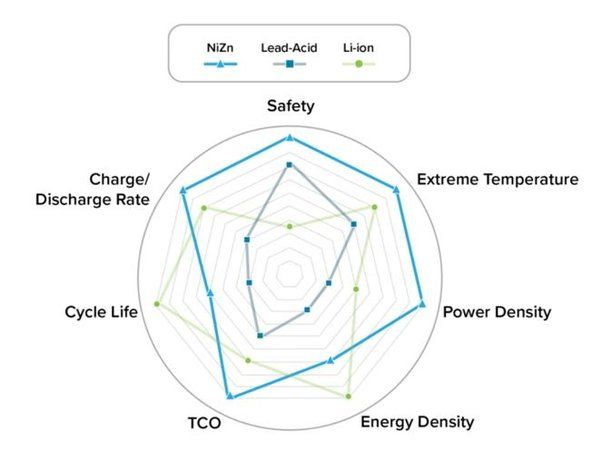 NiZn Lead-Acid Li-ion
Safety
Charge/
Discharge Rate
Extreme Temperature
Cycle Life
Power Density
TCO
Energy Density